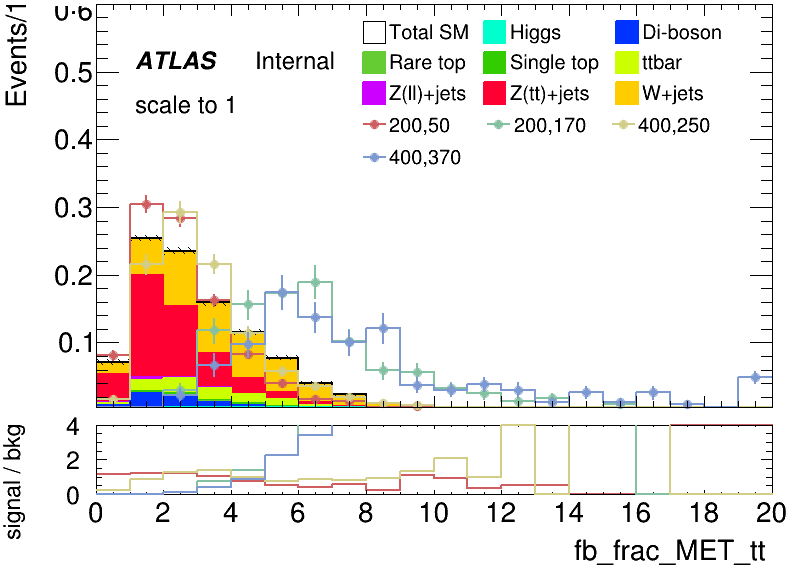 Events/1
0.6
0.5
0.4
0.3
0.2
0.1
ATLAS Internal
scale to 1
Total SM Higgs Di-boson
Rare top Single top ttbar
Z(ll)+jets Z(tt)+jets W+jets
200,50 200,170 400,250
400,370
signal / bkg
4
2
0
0 2 4 6 8 10 12 14 16 18 20
fb_frac_MET_tt